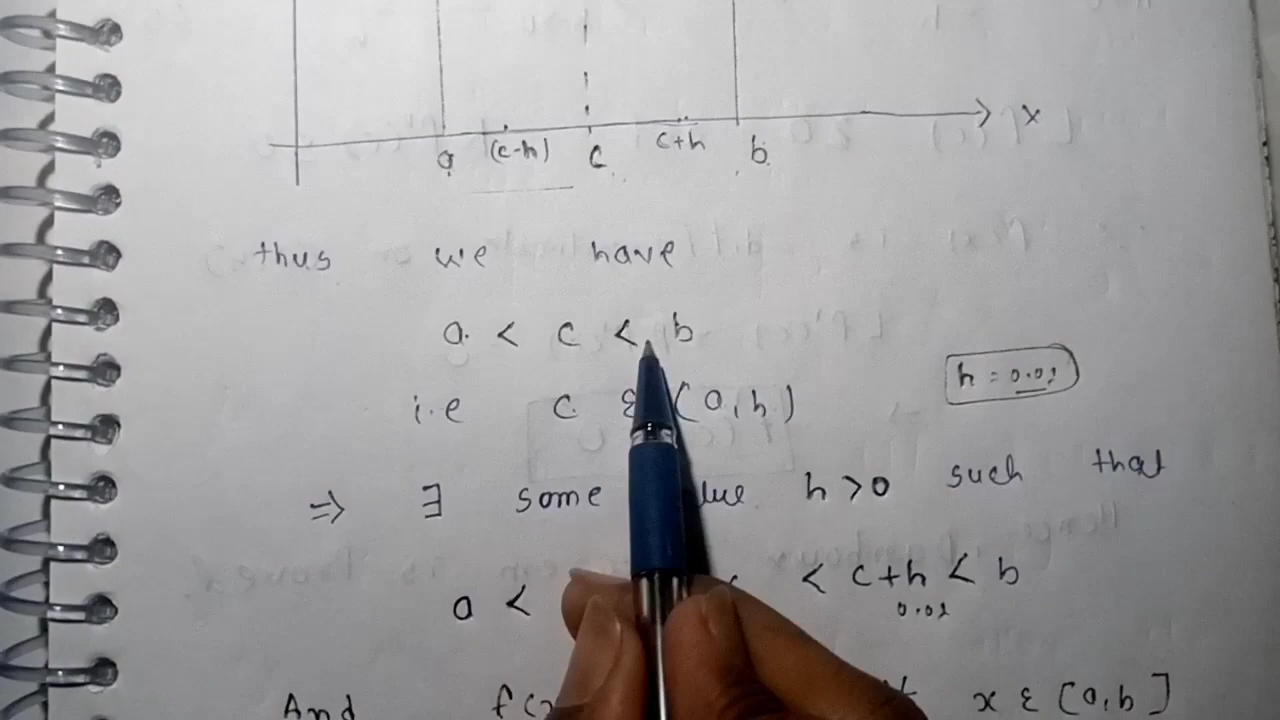 x
a (c-h) c c+h b
thus we have
a < c < b
h = 0.01
i.e c ε (a,b)
⇒ ∃ some h>0 such that
a < < c+h < b
0.01
And x ε [a,b]